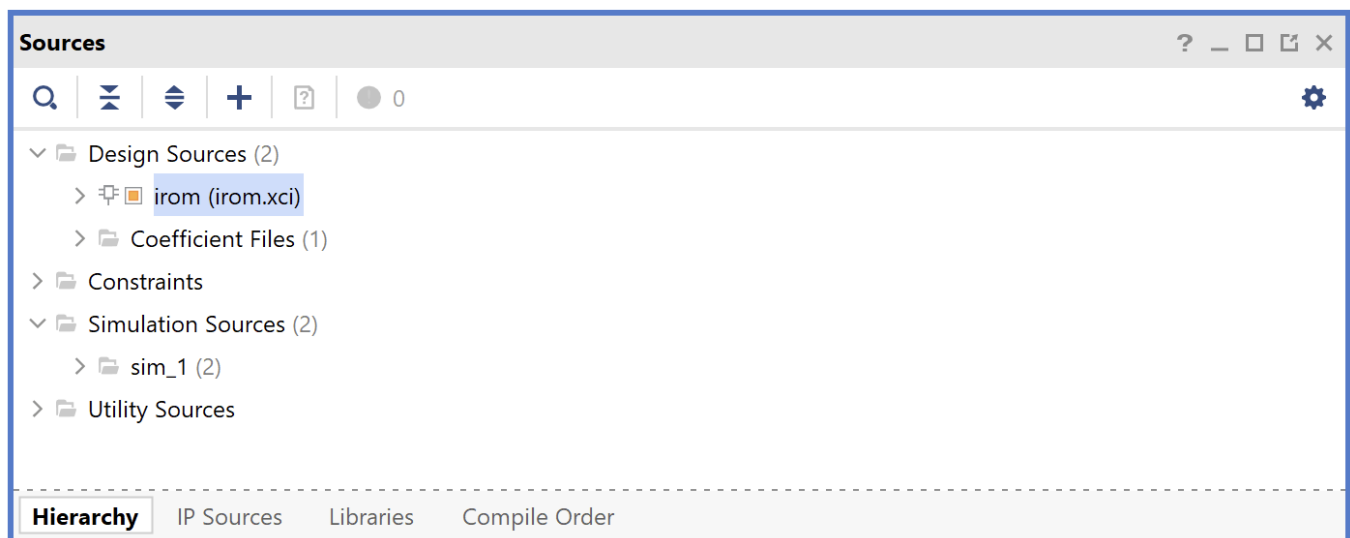 Sources
0
Design Sources (2)
irom (irom.xci)
Coefficient Files (1)
Constraints
Simulation Sources (2)
sim_1 (2)
Utility Sources
Hierarchy IP Sources Libraries Compile Order